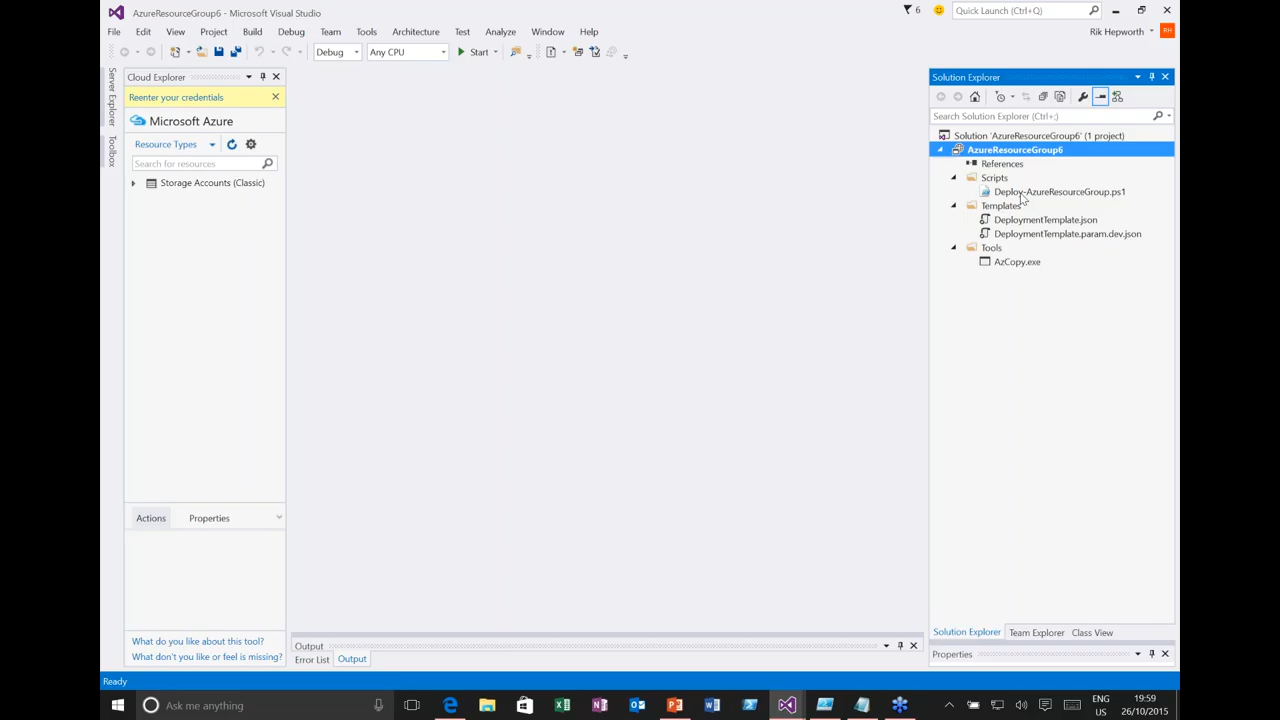 AzureResourceGroup6 - Microsoft Visual Studio
6
Quick Launch (Ctrl+Q)
File Edit View Project Build Debug Team Tools Architecture Test Analyze Window Help
Rik Hepworth
RH
Debug
Any CPU
Start
Server Explorer
Toolbox
Cloud Explorer
Reenter your credentials
Microsoft Azure
Resource Types
Search for resources
Storage Accounts (Classic)
Actions
Properties
What do you like about this tool?
What don't you like or feel is missing?
Output
Error List
Output
Solution Explorer
Search Solution Explorer (Ctrl+;)
Solution 'AzureResourceGroup6' (1 project)
AzureResourceGroup6
References
Scripts
Deploy-AzureResourceGroup.ps1
Templates
DeploymentTemplate.json
DeploymentTemplate.param.dev.json
Tools
AzCopy.exe
Solution Explorer
Team Explorer
Class View
Properties
Ready
Ask me anything
ENG
US
19:59
26/10/2015